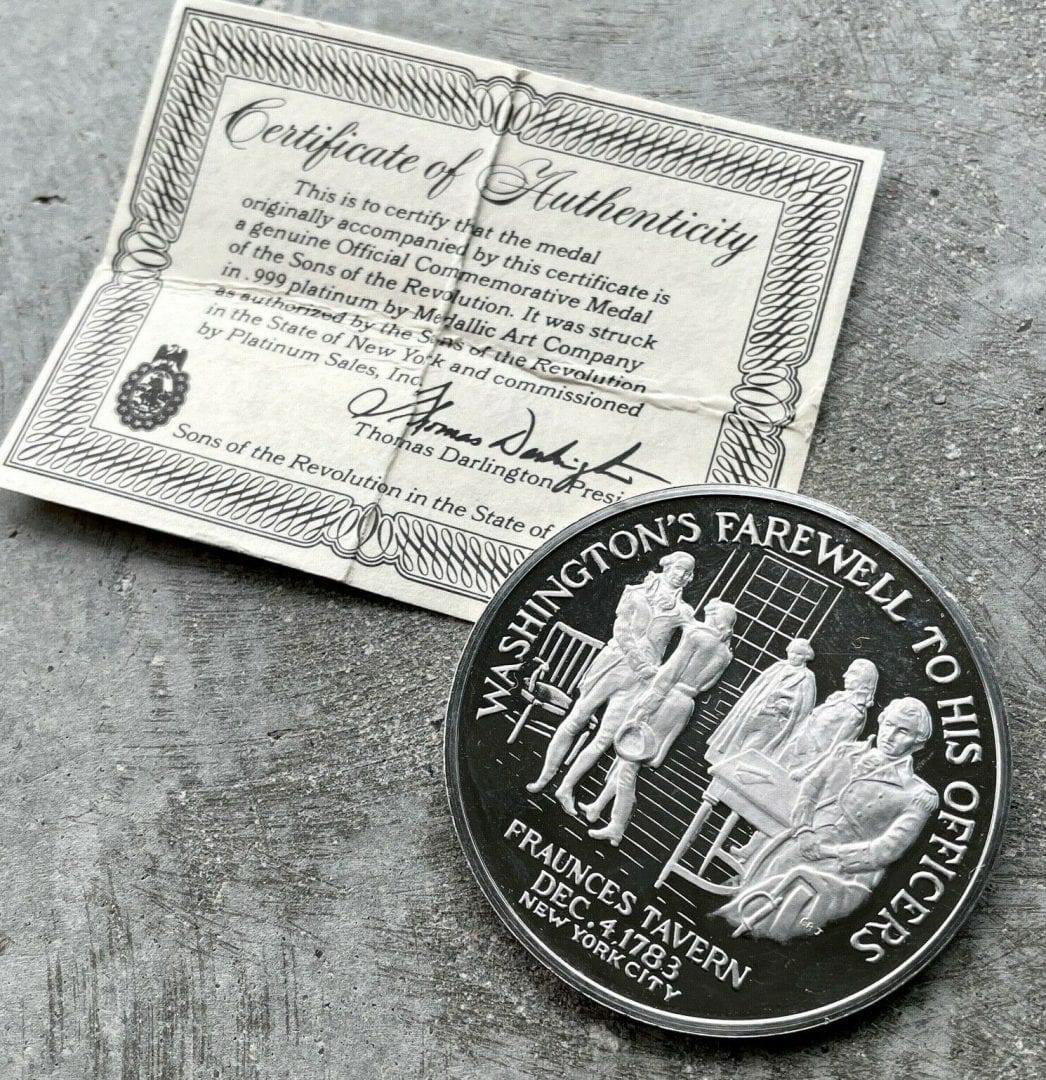 Certificate of Authenticity
This is to certify that the medal
originally accompanied by this certificate is
a genuine Official Commemorative Medal
of the Sons of the Revolution. It was struck
in .999 platinum by Medallic Art Company
as authorized by the Sons of the Revolution
in the State of New York and commissioned
by Platinum Sales, Inc.
Thomas Darlington
Thomas Darlington, Presi
Sons of the Revolution in the State of
WASHINGTON'S FAREWELL TO HIS OFFICERS
FRAUNCES TAVERN
DEC. 4, 1783
NEW YORK CITY